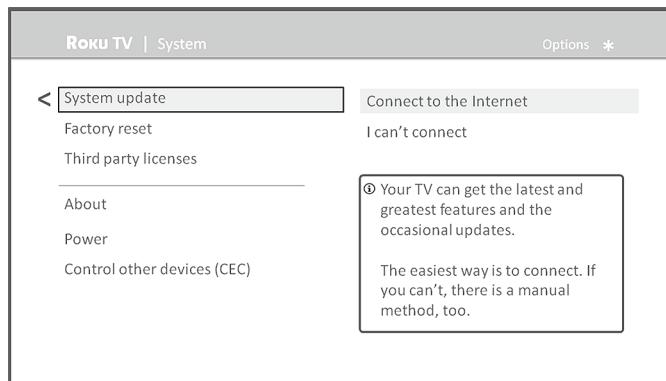 Roku TV | System
Options *
< System update
Factory reset
Third party licenses
About
Power
Control other devices (CEC)
Connect to the Internet
I can't connect
Your TV can get the latest and
greatest features and the
occasional updates.
The easiest way is to connect. If
you can't, there is a manual
method, too.